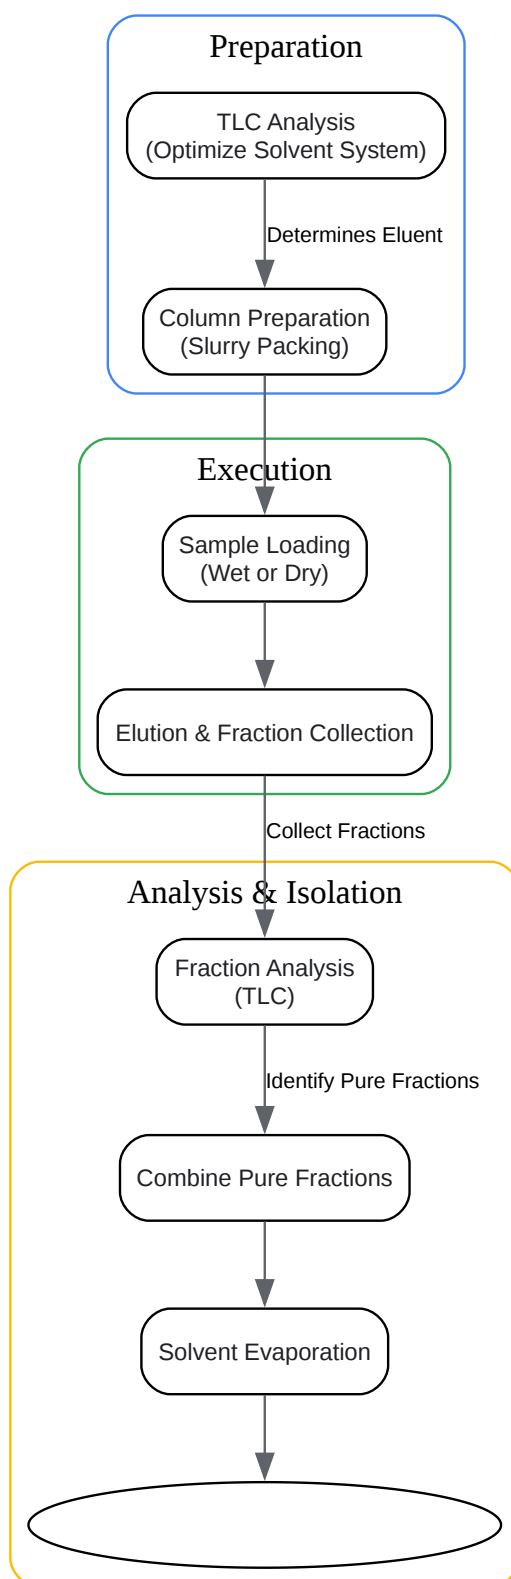 Preparation
TLC Analysis
(Optimize Solvent System)
Determines Eluent
Column Preparation
(Slurry Packing)
Execution
Sample Loading
(Wet or Dry)
Elution & Fraction Collection
Collect Fractions
Analysis & Isolation
Fraction Analysis
(TLC)
Identify Pure Fractions
Combine Pure Fractions
Solvent Evaporation